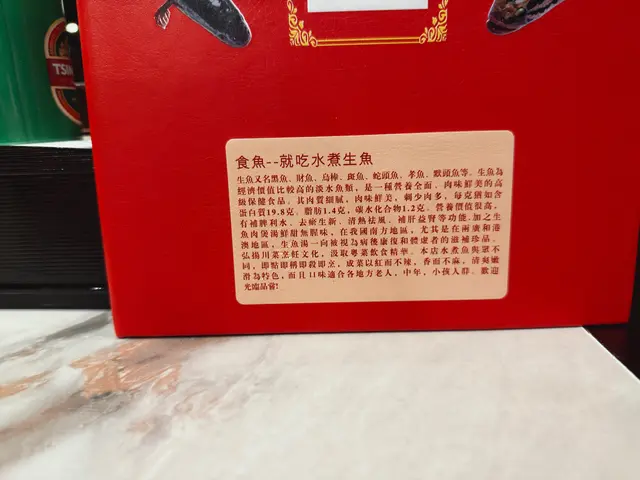 TSIN
食魚--就吃水煮生魚
生魚又名黑魚、財魚、烏棒、斑魚、蛇頭魚、孝魚、默頭魚等。生魚為
經濟價值比較高的淡水魚類，是一種營養全面、肉味鮮美的高
級保健食品。其肉質細膩，肉味鮮美，刺少肉多，每克猶如含
蛋白質19.8克，脂肪1.4克，碳水化合物1.2克。營養價值很高，
有補脾利水、去瘀生新、清熱祛風、補肝益腎等功能.加之生
魚肉煲湯鮮甜無腥味，在我國南方地區，尤其是在兩廣和港
澳地區，生魚湯一向被視為病後康復和體虛者的滋補珍品。
弘揚川菜烹飪文化，汲取粵菜飲食精華。本店水煮魚與眾不
同，即點即稱即殺即烹，成菜以紅而不辣，香而不麻，清爽嫩
滑為特色，而且口味適合各地方老人，中年，小孩人群。歡迎
光臨品嘗!